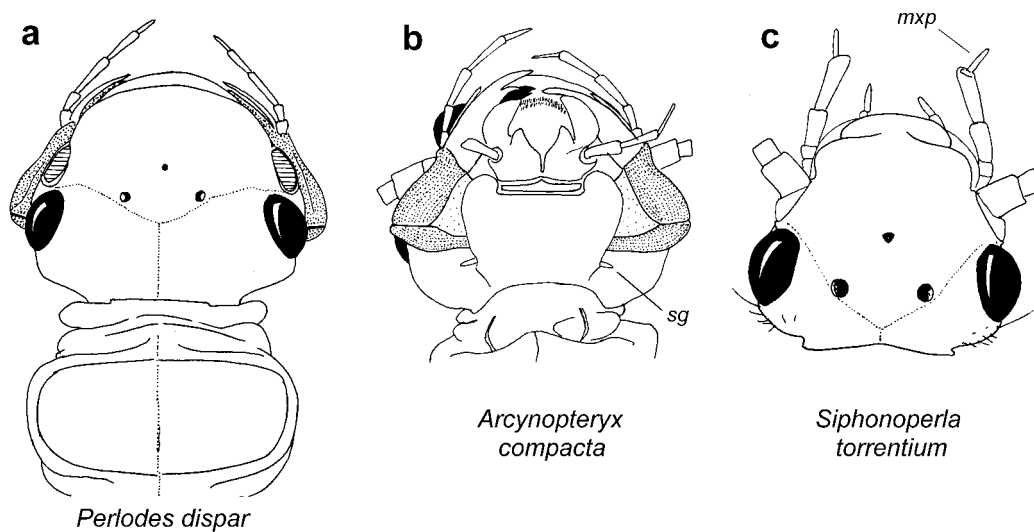 a
b
c
mxp
sg
Arcynopteryx
compacta
Siphonoperla
torrentium
Perlodes dispar